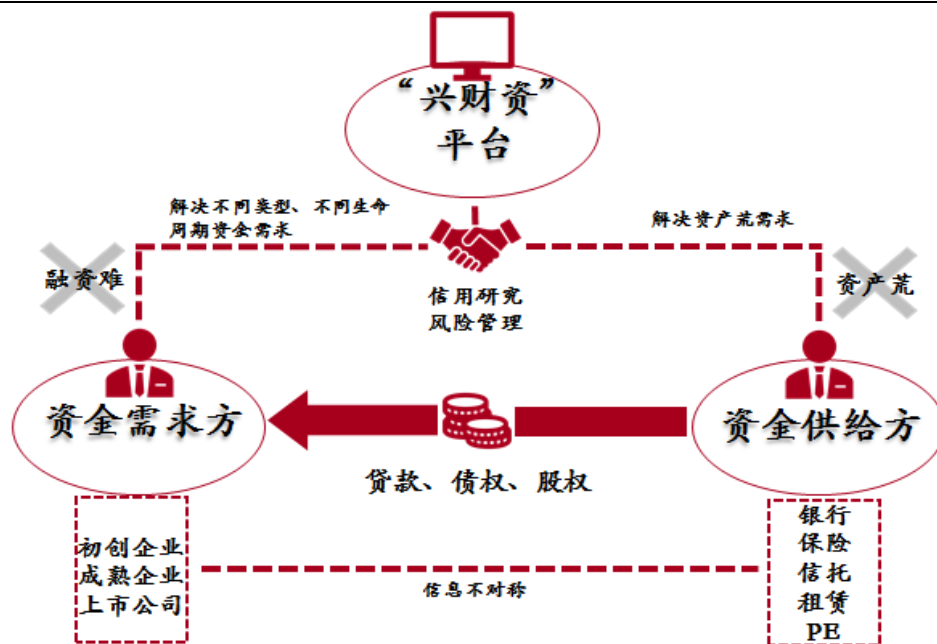 “兴财资”
平台
解决不同类型、不同生命
周期资金需求
解决资产荒需求
融资难
资产荒
信用研究
风险管理
资金需求方
资金供给方
贷款、债权、股权
初创企业
成熟企业
上市公司
信息不对称
银行
保险
信托
租赁
PE